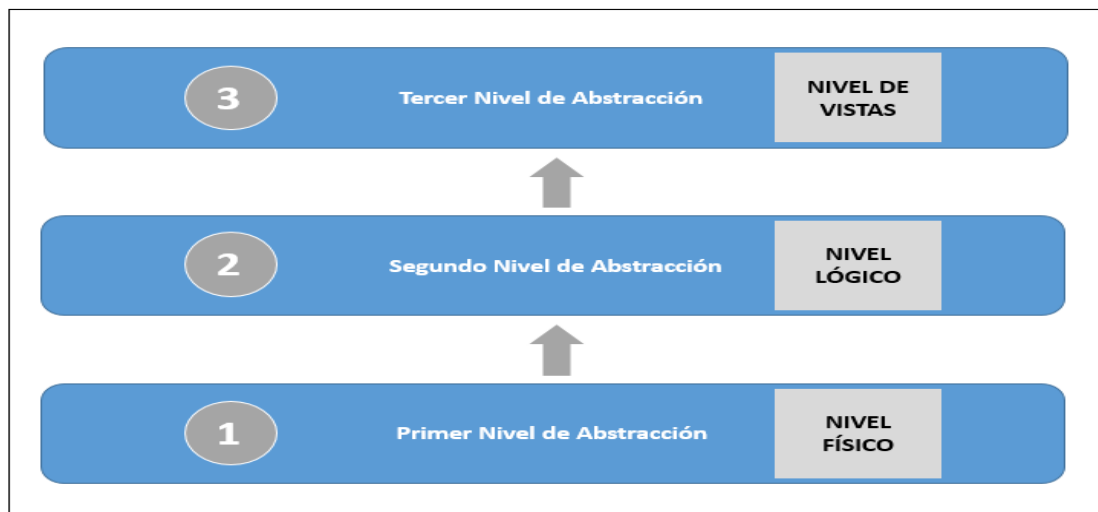 3
Tercer Nivel de Abstracción
NIVEL DE
VISTAS
2
Segundo Nivel de Abstracción
NIVEL
LÓGICO
1
Primer Nivel de Abstracción
NIVEL
FÍSICO